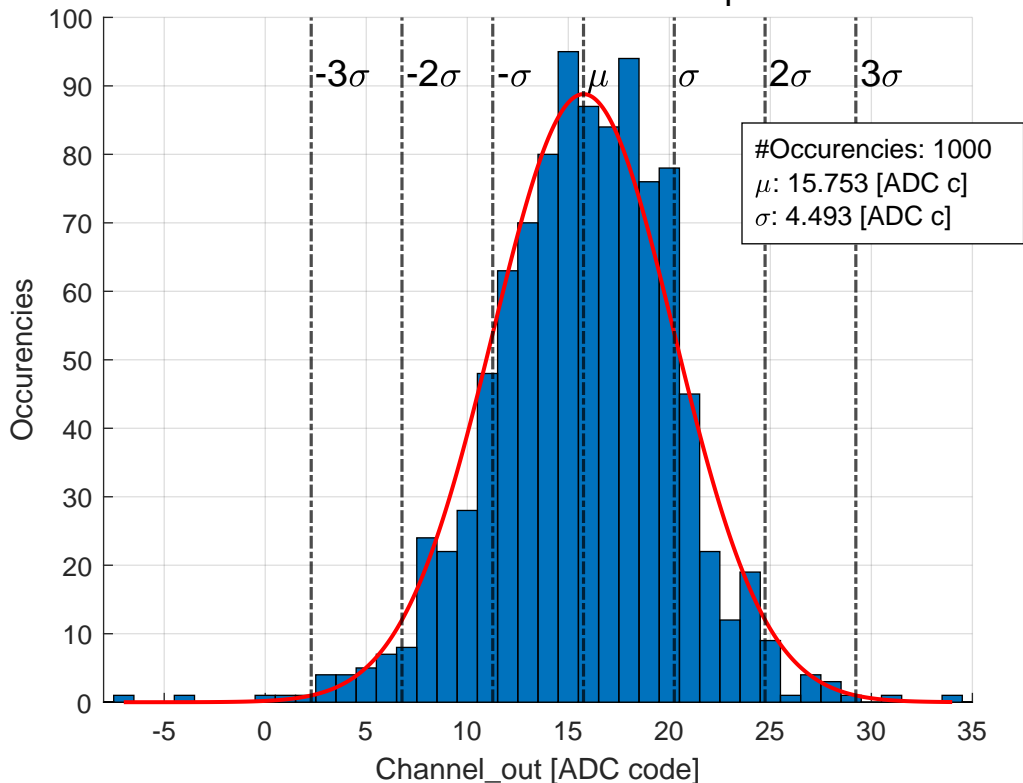 100
90
80
70
60
50
40
30
20
10
0
-3σ -2σ -σ μ σ 2σ 3σ
#Occurencies: 1000
μ: 15.753 [ADC c]
σ: 4.493 [ADC c]
Occurencies
-5 0 5 10 15 20 25 30 35
Channel_out [ADC code]